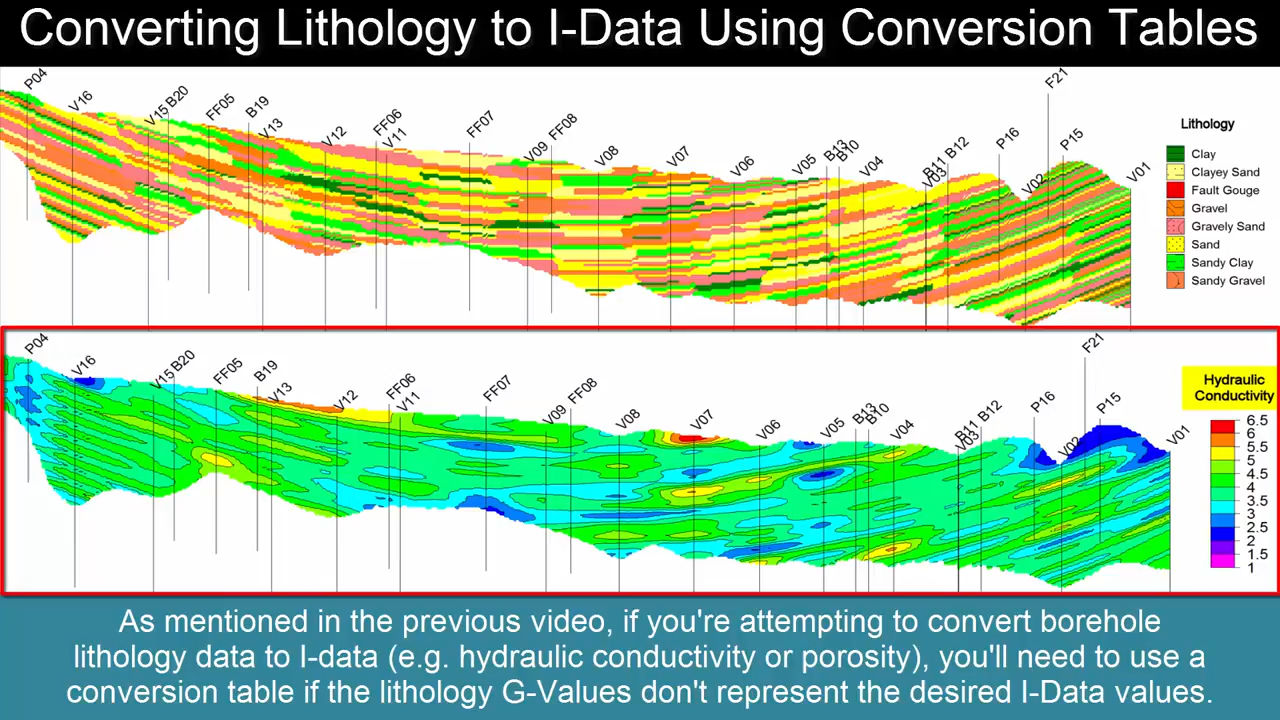 Converting Lithology to I-Data Using Conversion Tables
P04
V16
V15 B20
FF05
B19
V13
V12
FF06
V11
FF07
V09
FF08
V08
V07
V06
V05
B13
B10
V04
B11
V03
B12
P16
V02
F21
P15
V01
Lithology
Clay
Clayey Sand
Fault Gouge
Gravel
Gravely Sand
Sand
Sandy Clay
Sandy Gravel
P04
V16
V15 B20
FF05
B19
V13
V12
FF06
V11
FF07
V09
FF08
V08
V07
V06
V05
B13
B10
V04
B11
V03
B12
P16
V02
F21
P15
V01
Hydraulic
Conductivity
6.5
6
5.5
5
4.5
4
3.5
3
2.5
2
1.5
1
As mentioned in the previous video, if you're attempting to convert borehole
lithology data to I-data (e.g. hydraulic conductivity or porosity), you'll need to use a
conversion table if the lithology G-Values don't represent the desired I-Data values.